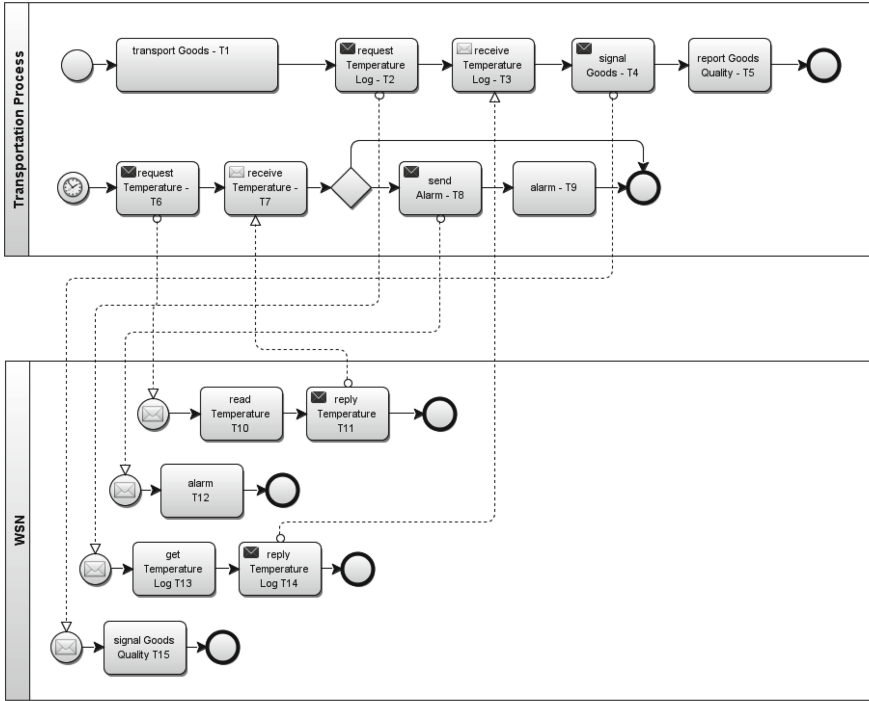 Transportation Process
transport Goods - T1
request
Temperature
Log - T2
receive
Temperature
Log - T3
signal
Goods - T4
report Goods
Quality - T5
request
Temperature -
T6
receive
Temperature -
T7
send
Alarm - T8
alarm - T9
WSN
read
Temperature
T10
reply
Temperature
T11
alarm
T12
get
Temperature
Log T13
reply
Temperature
Log T14
signal Goods
Quality T15